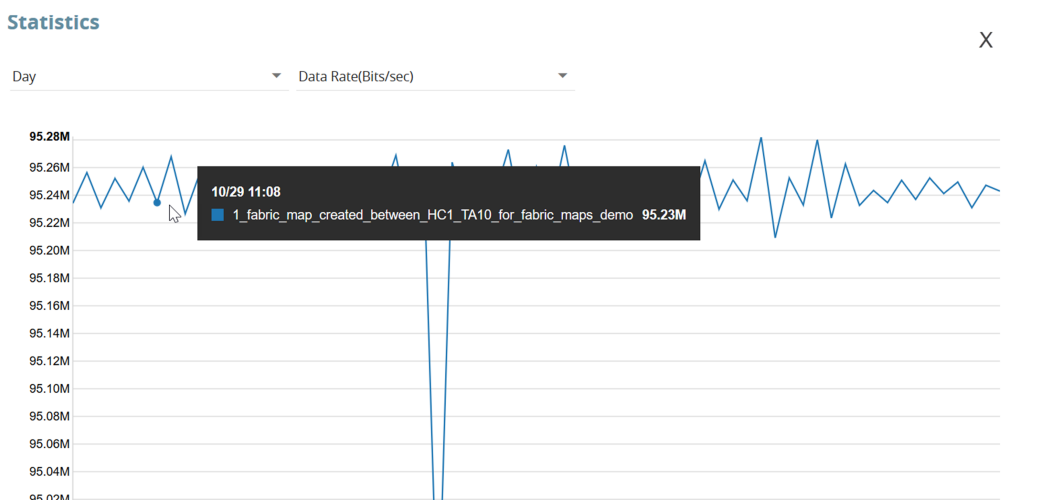 Statistics
X
Day
Data Rate(Bits/sec)
95.28M
95.26M
10/29 11:08
95.24M
1_fabric_map_created_between_HC1_TA10_for_fabric_maps_demo 95.23M
95.22M
95.20M
95.18M
95.16M
95.14M
95.12M
95.10M
95.08M
95.06M
95.04M
95.02M